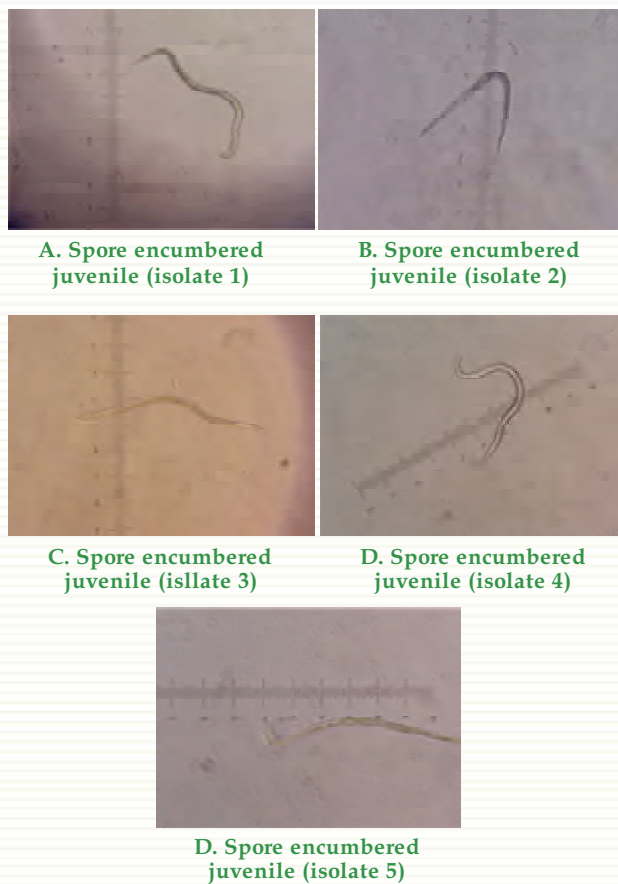 A. Spore encumbered
juvenile (isolate 1)
B. Spore encumbered
juvenile (isolate 2)
C. Spore encumbered
juvenile (isllate 3)
D. Spore encumbered
juvenile (isolate 4)
D. Spore encumbered
juvenile (isolate 5)